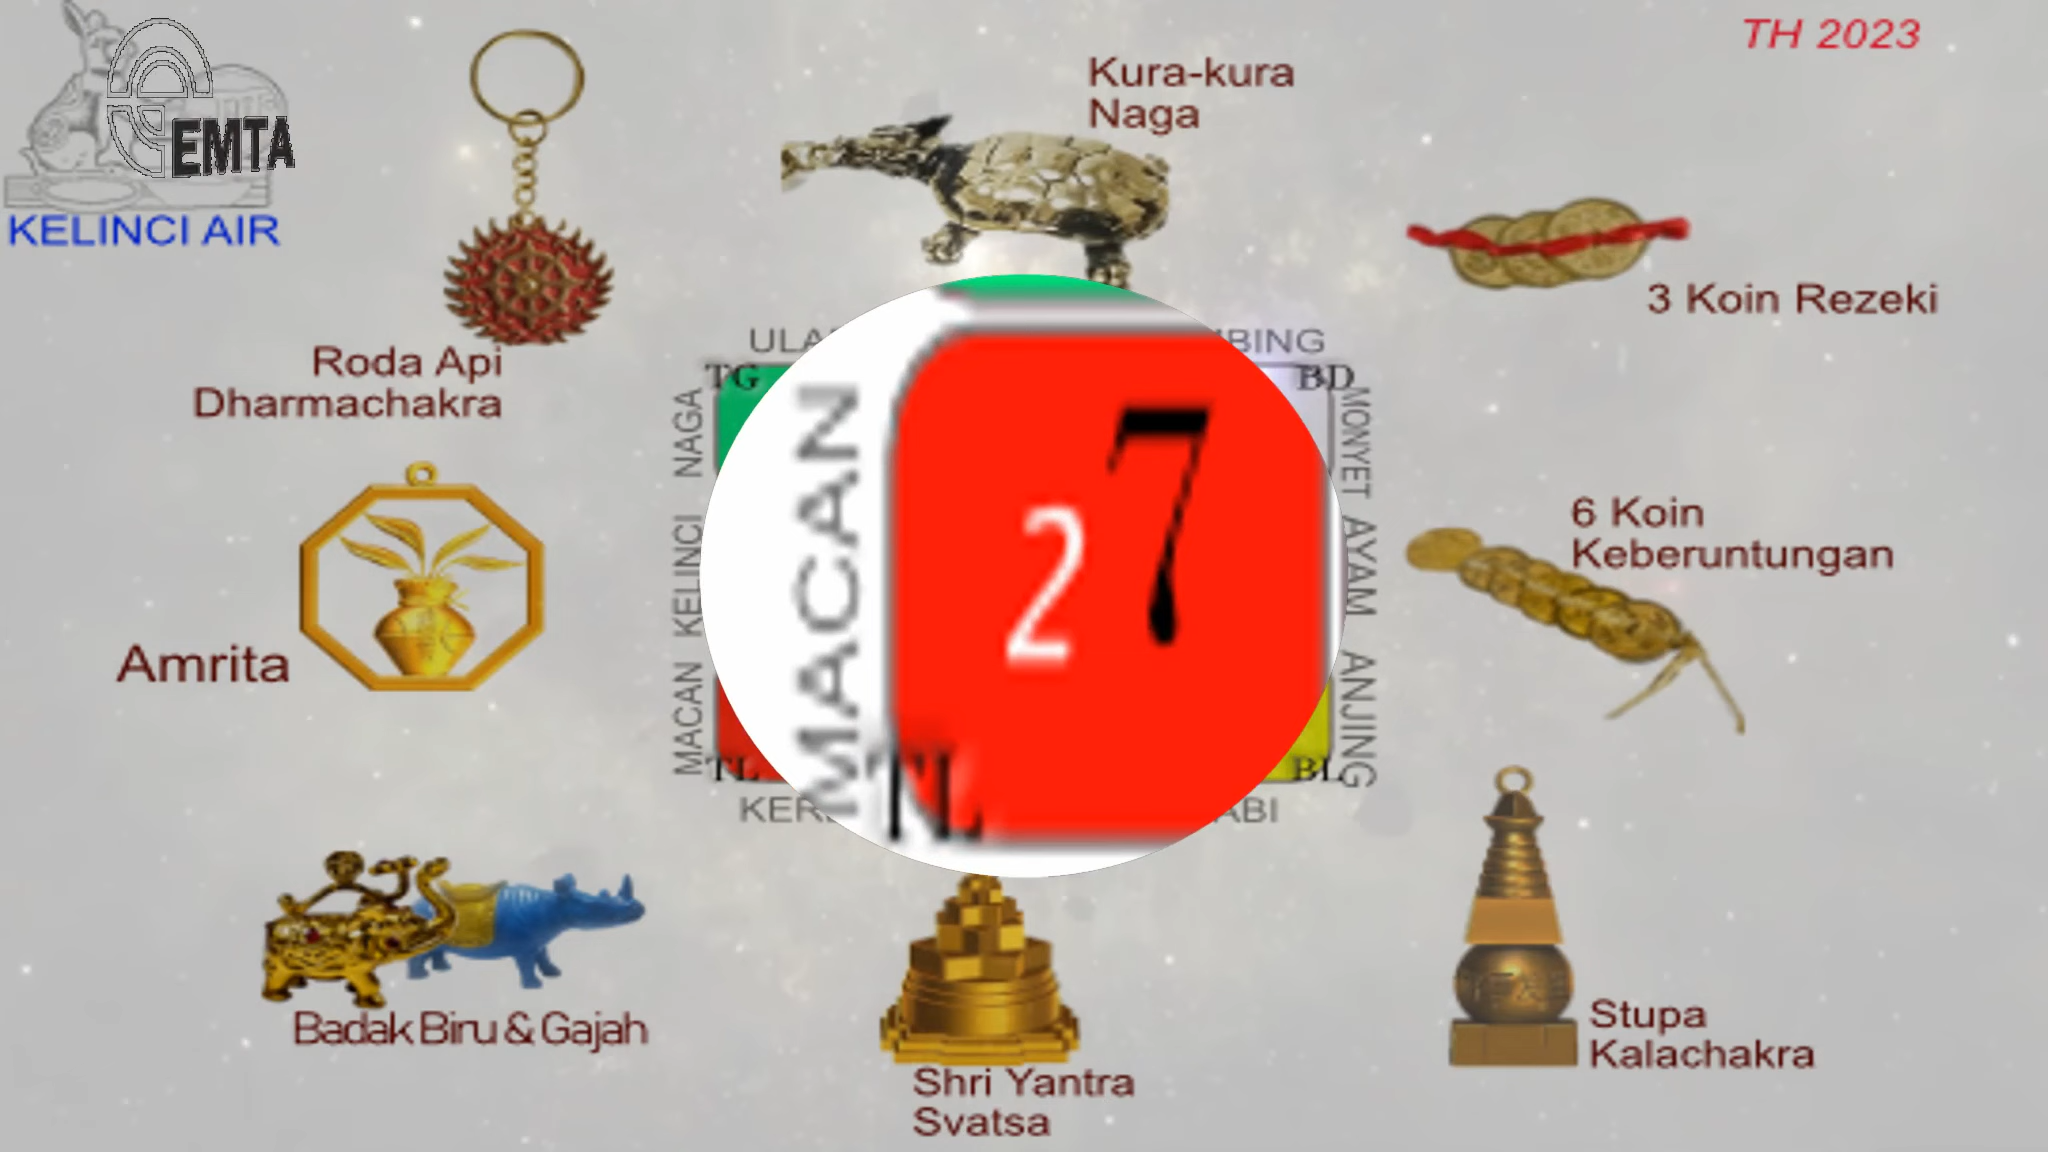 TH 2023
EMTA
KELINCI AIR
Kura-kura
Naga
3 Koin Rezeki
Roda Api
Dharmachakra
TG
BD
NAGA
KELINCI
MACAN
MONYET
AYAM
ANJING
MACAN
7
2
TL
TL
BL
6 Koin
Keberuntungan
Amrita
Badak Biru & Gajah
Shri Yantra
Svatsa
Stupa
Kalachakra